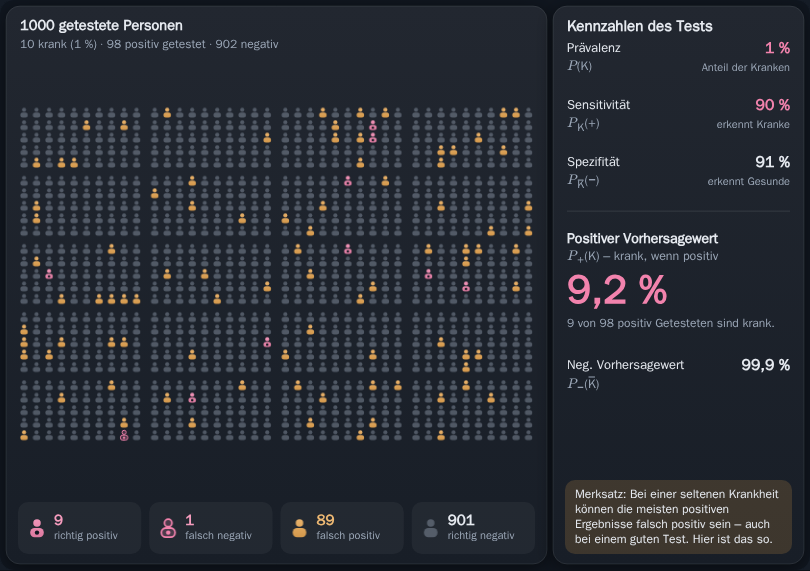 1000 getestete Personen
10 krank (1 %) · 98 positiv getestet · 902 negativ
9
richtig positiv
1
falsch negativ
89
falsch positiv
901
richtig negativ
Kennzahlen des Tests
Prävalenz
1 %
P(K)
Anteil der Kranken
Sensitivität
90 %
P_K(+)
erkennt Kranke
Spezifität
91 %
P_K̅(−)
erkennt Gesunde
Positiver Vorhersagewert
P₊(K) – krank, wenn positiv
9,2 %
9 von 98 positiv Getesteten sind krank.
Neg. Vorhersagewert
99,9 %
P₋(K̅)
Merksatz: Bei einer seltenen Krankheit
können die meisten positiven
Ergebnisse falsch positiv sein – auch
bei einem guten Test. Hier ist das so.